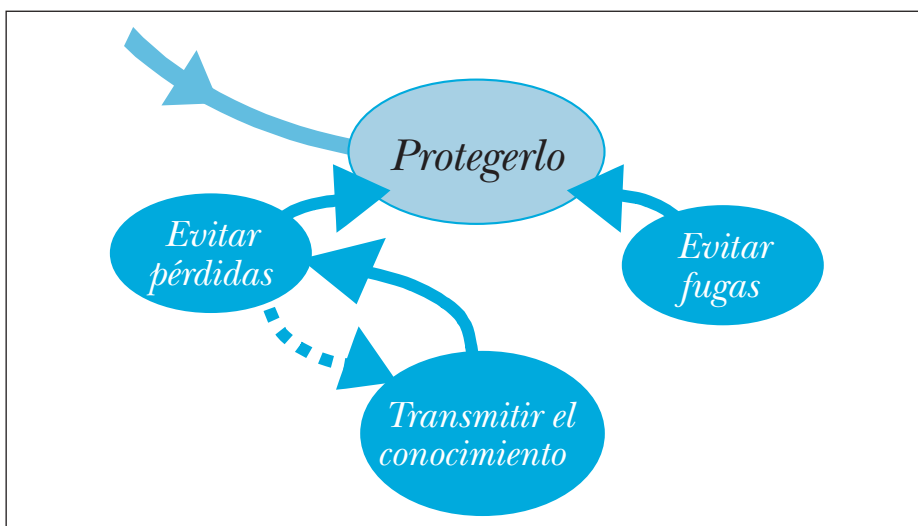 Protegerlo
Evitar
pérdidas
Evitar
fugas
Transmitir el
conocimiento